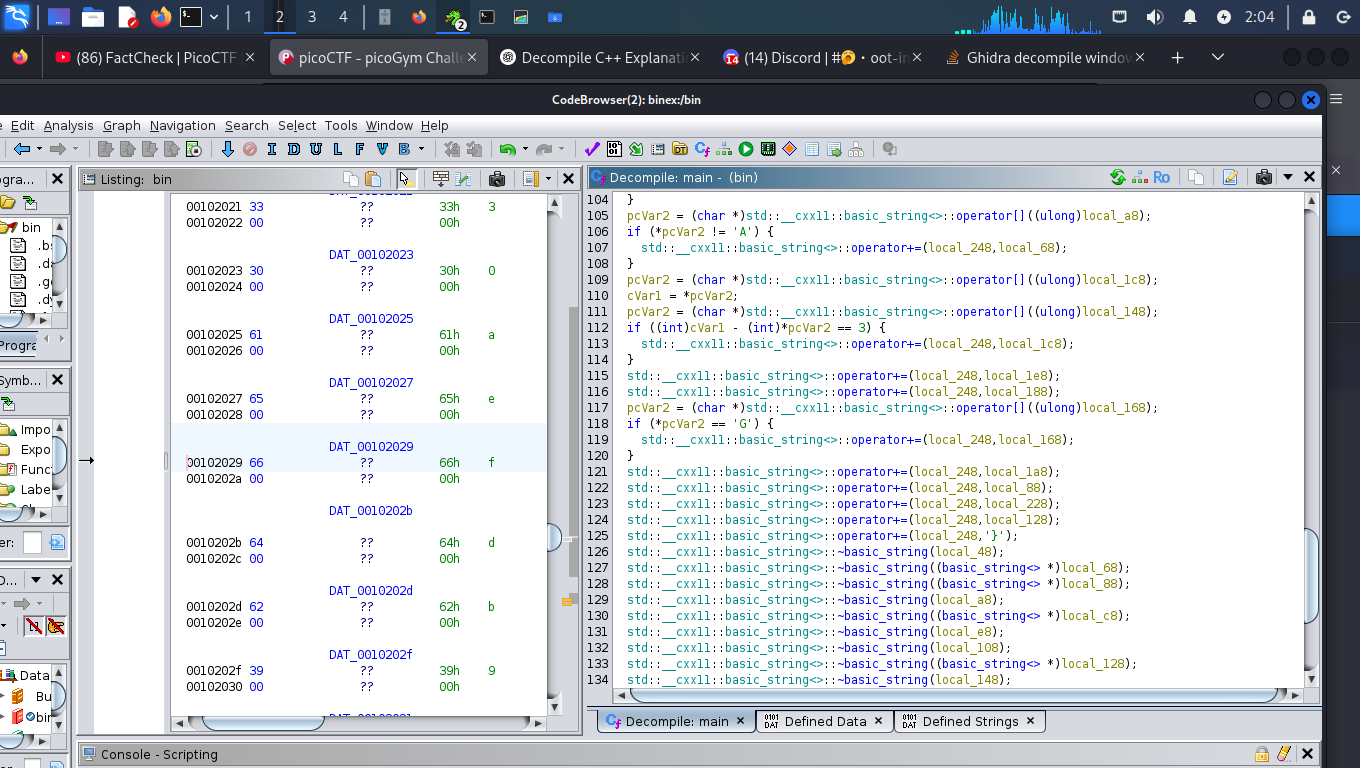 1 2 3 4 2 2:04
(86) FactCheck | PicoCTF
picoCTF - picoGym Challe
Decompile C++ Explanati
14 (14) Discord | #🤔・oot-in
Ghidra decompile window
CodeBrowser(2): binex:/bin
Edit Analysis Graph Navigation Search Select Tools Window Help
I D U L F V B
ogra...
Listing: bin
Decompile: main - (bin)
Ro
bin
.bs
.da
.ge
.dy
Progra
Symb...
Impo
Expo
Func
Labe
er:
D...
Data
Bu
bin
00102021 33 ?? 33h 3
00102022 00 ?? 00h
DAT_00102023
00102023 30 ?? 30h 0
00102024 00 ?? 00h
DAT_00102025
00102025 61 ?? 61h a
00102026 00 ?? 00h
DAT_00102027
00102027 65 ?? 65h e
00102028 00 ?? 00h
DAT_00102029
00102029 66 ?? 66h f
0010202a 00 ?? 00h
DAT_0010202b
0010202b 64 ?? 64h d
0010202c 00 ?? 00h
DAT_0010202d
0010202d 62 ?? 62h b
0010202e 00 ?? 00h
DAT_0010202f
0010202f 39 ?? 39h 9
00102030 00 ?? 00h
104 }
105 pcVar2 = (char *)std::__cxx11::basic_string<>::operator[]((ulong)local_a8);
106 if (*pcVar2 != 'A') {
107 std::__cxx11::basic_string<>::operator+=(local_248,local_68);
108 }
109 pcVar2 = (char *)std::__cxx11::basic_string<>::operator[]((ulong)local_1c8);
110 cVar1 = *pcVar2;
111 pcVar2 = (char *)std::__cxx11::basic_string<>::operator[]((ulong)local_148);
112 if ((int)cVar1 - (int)*pcVar2 == 3) {
113 std::__cxx11::basic_string<>::operator+=(local_248,local_1c8);
114 }
115 std::__cxx11::basic_string<>::operator+=(local_248,local_1e8);
116 std::__cxx11::basic_string<>::operator+=(local_248,local_188);
117 pcVar2 = (char *)std::__cxx11::basic_string<>::operator[]((ulong)local_168);
118 if (*pcVar2 == 'G') {
119 std::__cxx11::basic_string<>::operator+=(local_248,local_168);
120 }
121 std::__cxx11::basic_string<>::operator+=(local_248,local_1a8);
122 std::__cxx11::basic_string<>::operator+=(local_248,local_88);
123 std::__cxx11::basic_string<>::operator+=(local_248,local_228);
124 std::__cxx11::basic_string<>::operator+=(local_248,local_128);
125 std::__cxx11::basic_string<>::operator+=(local_248,'}');
126 std::__cxx11::basic_string<>::~basic_string(local_48);
127 std::__cxx11::basic_string<>::~basic_string((basic_string<> *)local_68);
128 std::__cxx11::basic_string<>::~basic_string((basic_string<> *)local_88);
129 std::__cxx11::basic_string<>::~basic_string(local_a8);
130 std::__cxx11::basic_string<>::~basic_string((basic_string<> *)local_c8);
131 std::__cxx11::basic_string<>::~basic_string(local_e8);
132 std::__cxx11::basic_string<>::~basic_string(local_108);
133 std::__cxx11::basic_string<>::~basic_string((basic_string<> *)local_128);
134 std::__cxx11::basic_string<>::~basic_string(local_148);
Decompile: main
Defined Data
Defined Strings
Console - Scripting